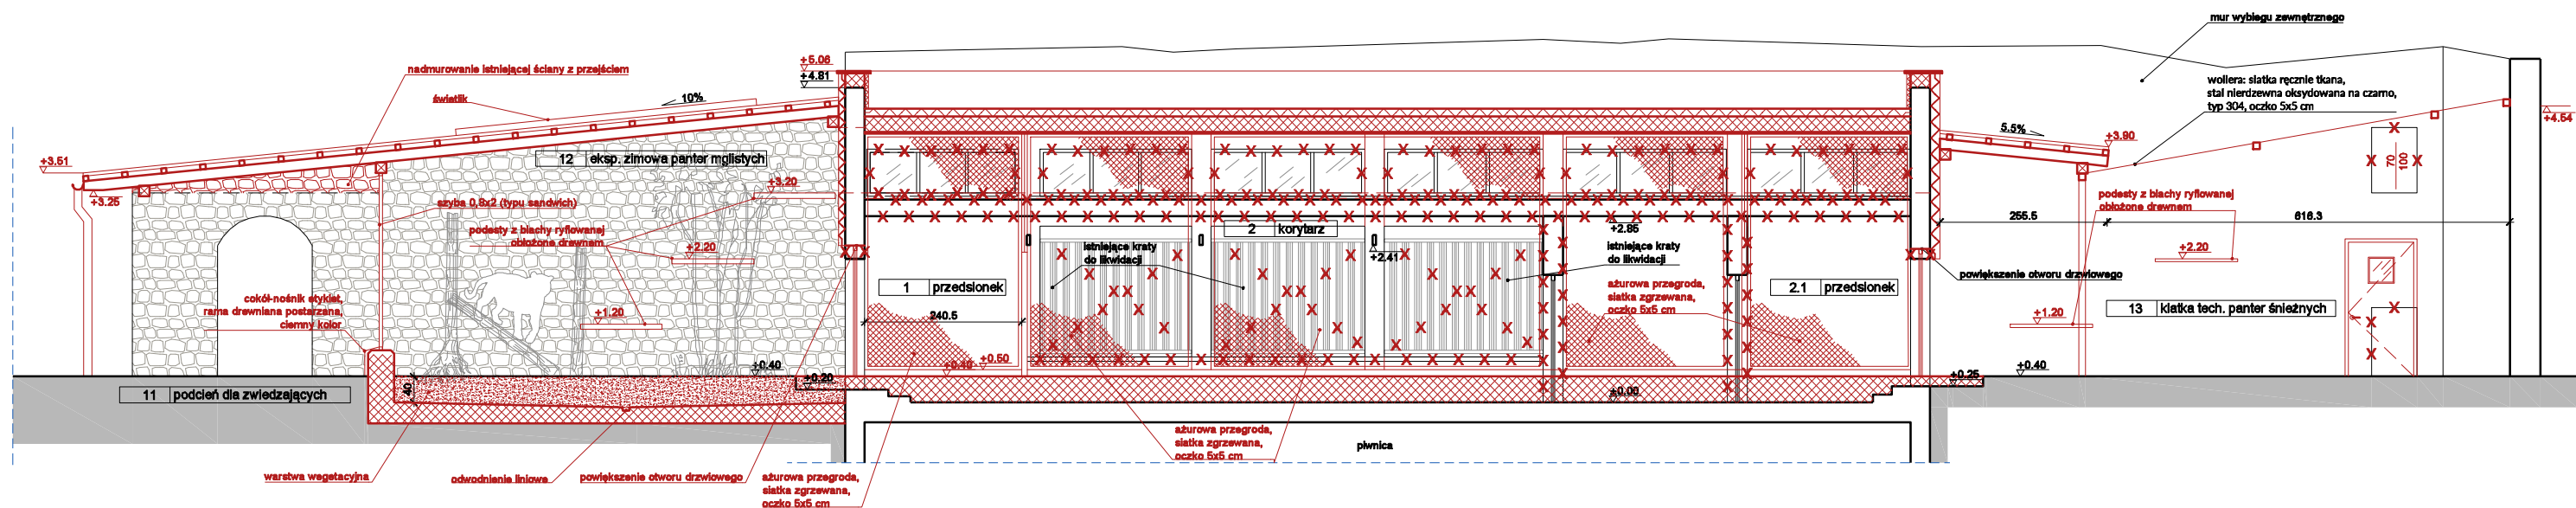 mur wybiegu zewnętrznego
nadmurowanie istniejącej ściany z przejściem
świetlik
10%
+5.06
+4.81
woliera: siatka ręcznie tkana,
stal nierdzewna oksydowana na czarno,
typ 304, oczko 5x5 cm
+4.54
5.5%
+3.90
+3.51
+3.25
12 eksp. zimowa panter mglistych
+3.20
szyba 0,8x2 (typu sandwich)
podesty z blachy ryflowanej
obłożone drewnem
+2.20
+1.20
cokół-nośnik etykiet,
rama drewniana postarzana,
ciemny kolor
11 podcień dla zwiedzających
40
+0.40
+0.20
1 przedsionek
240.5
+0.40
+0.50
2 korytarz
istniejące kraty
do likwidacji
+2.41
+2.85
istniejące kraty
do likwidacji
ażurowa przegroda,
siatka zgrzewana,
oczko 5x5 cm
2.1 przedsionek
±0.00
piwnica
70
100
podesty z blachy ryflowanej
obłożone drewnem
255.5
616.3
+2.20
powiększenie otworu drzwiowego
+1.20
13 klatka tech. panter śnieżnych
+0.40
+0.25
warstwa wegetacyjna
odwodnienie liniowe
powiększenie otworu drzwiowego
ażurowa przegroda,
siatka zgrzewana,
oczko 5x5 cm
ażurowa przegroda,
siatka zgrzewana,
oczko 5x5 cm